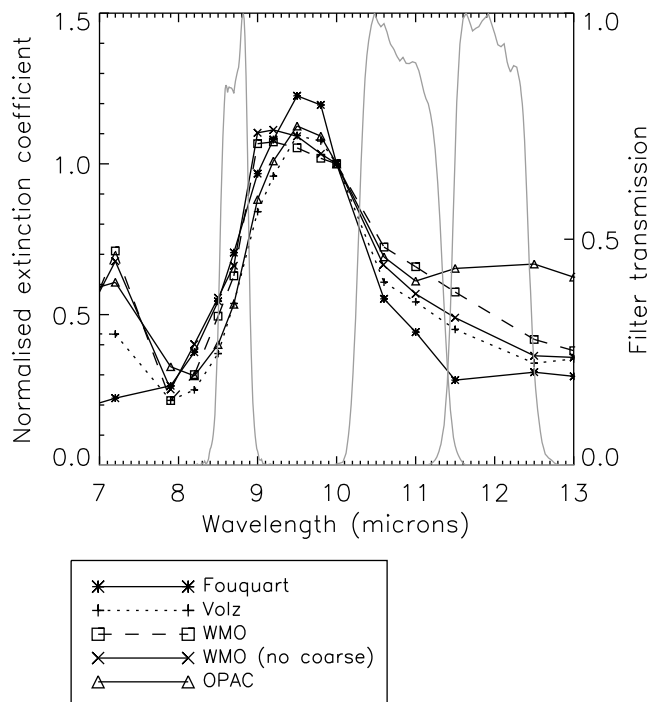 1.5
1.0
0.5
0.0
Normalised extinction coefficient
1.0
0.5
0.0
Filter transmission
7 8 9 10 11 12 13
Wavelength (microns)
Fouquart
Volz
WMO
WMO (no coarse)
OPAC